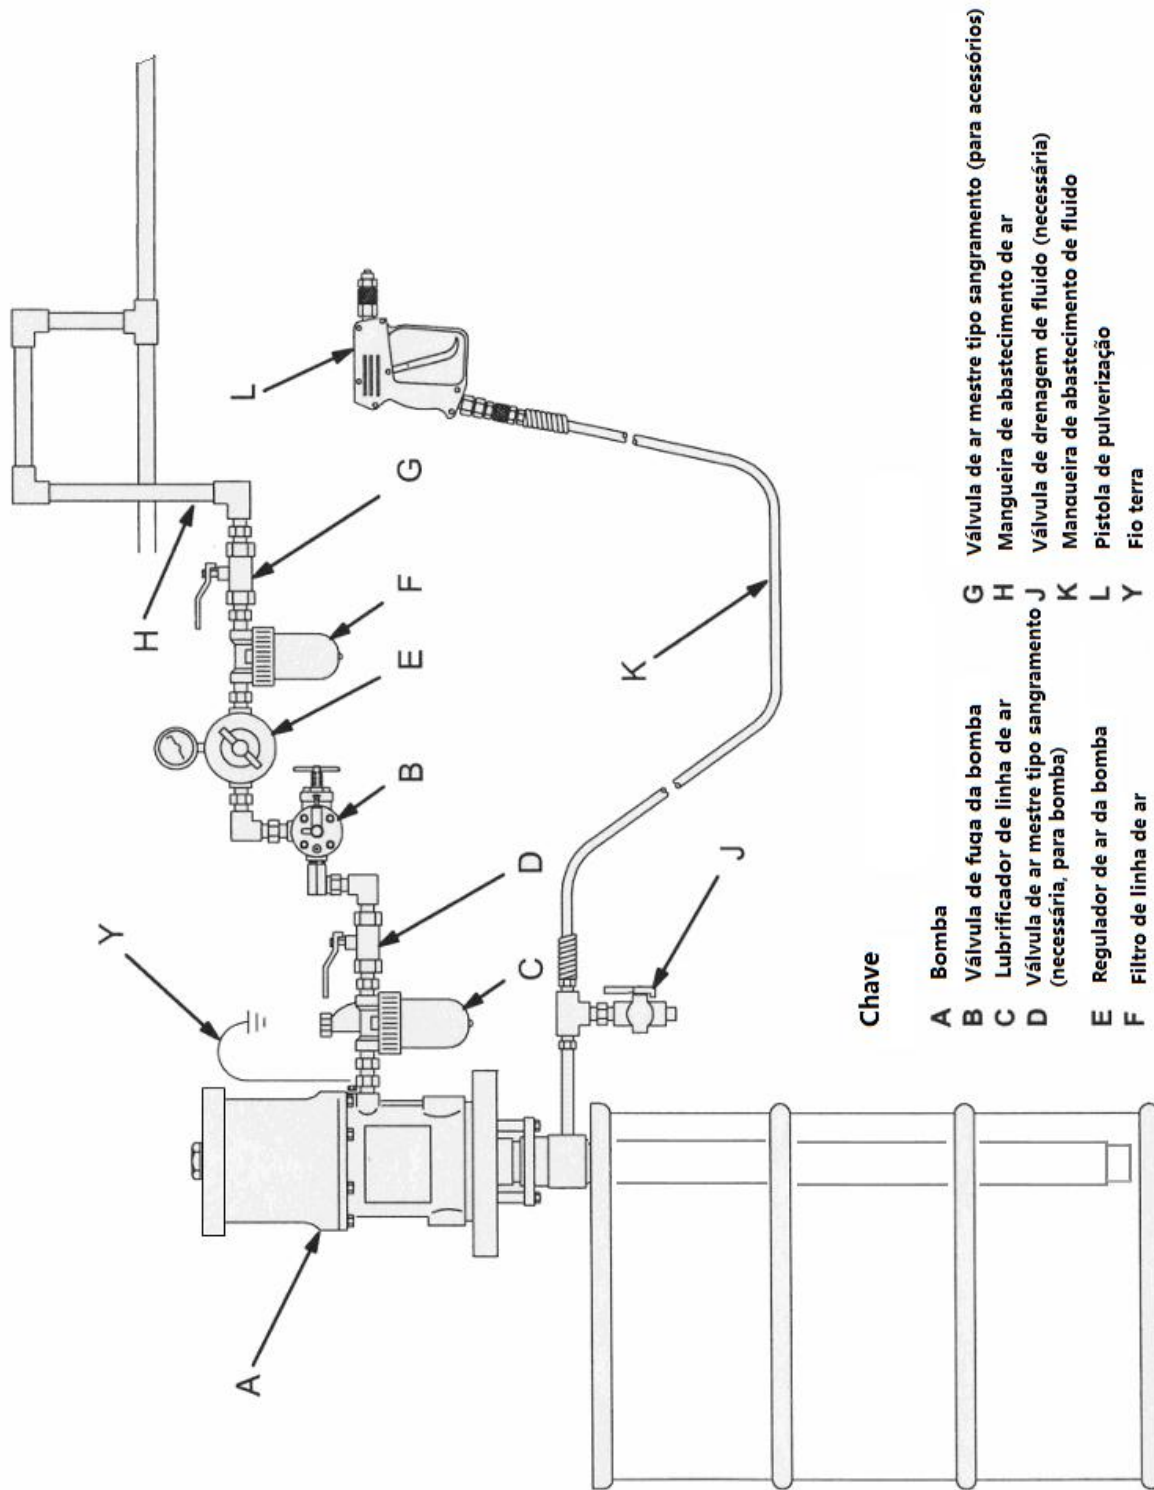 H
L
G
F
E
B
K
D
J
Y
C
A
Chave
A Bomba
B Válvula de fuga da bomba
C Lubrificador de linha de ar
D Válvula de ar mestre tipo sangramento
(necessária, para bomba)
E Regulador de ar da bomba
F Filtro de linha de ar
G Válvula de ar mestre tipo sangramento (para acessórios)
H Mangueira de abastecimento de ar
J Válvula de drenagem de fluido (necessária)
K Mangueira de abastecimento de fluido
L Pistola de pulverização
Y Fio terra